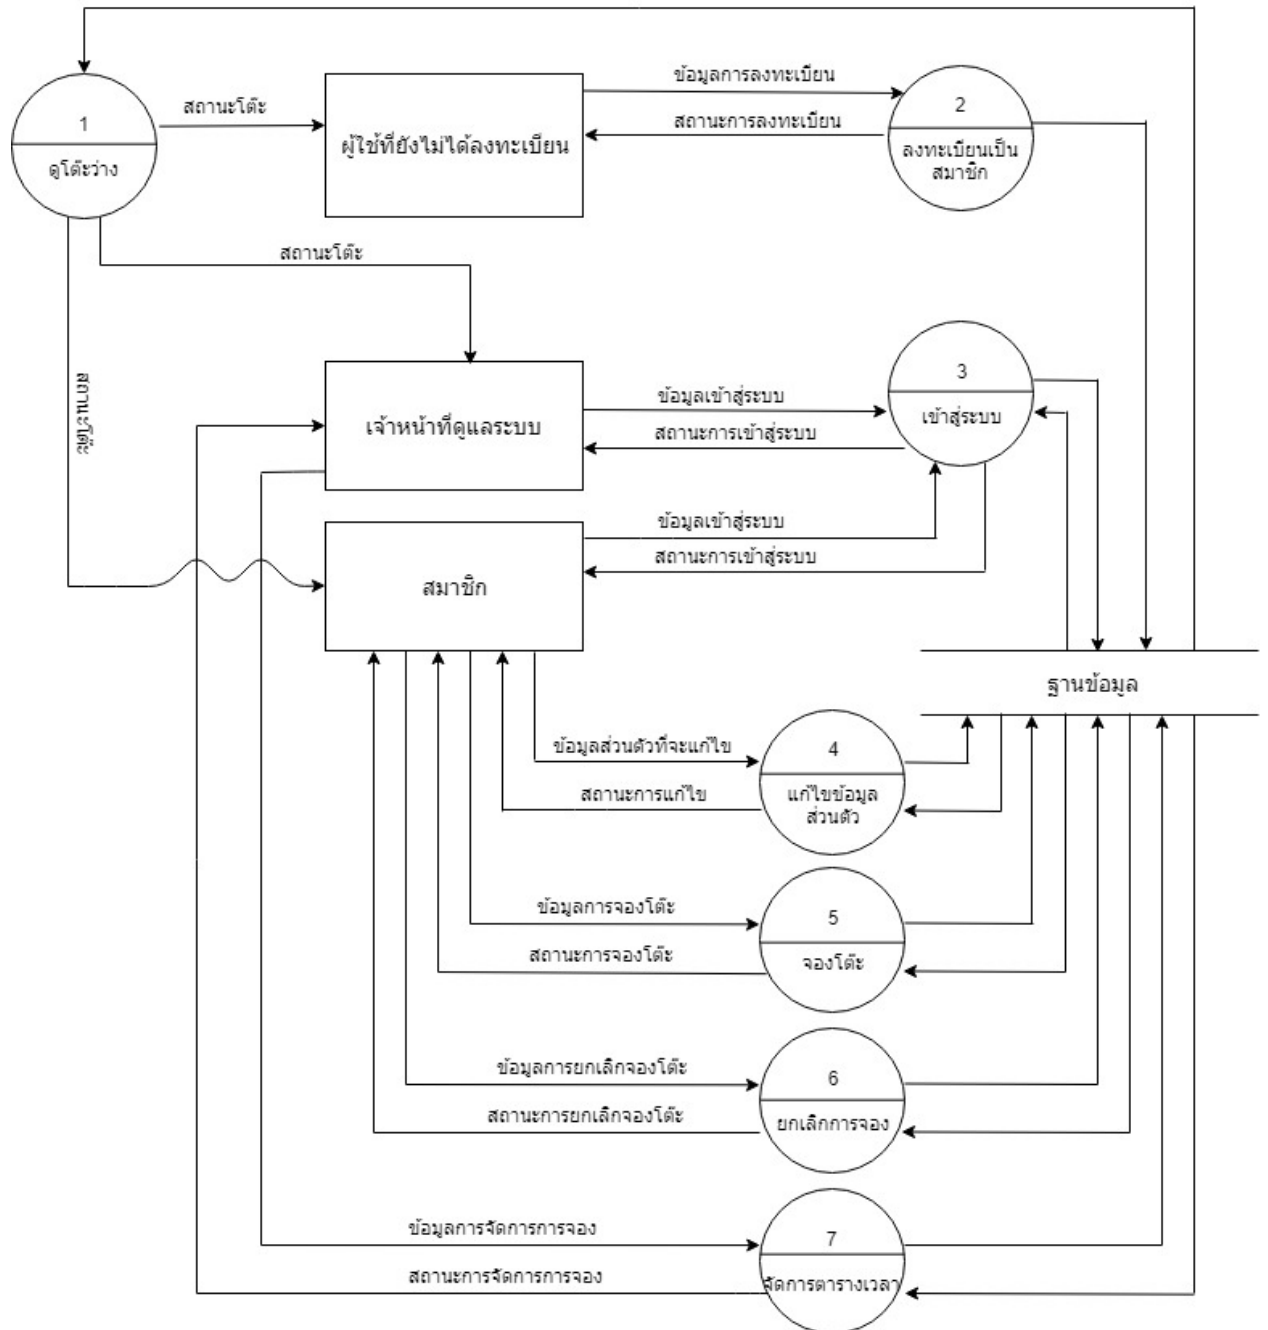 1
ดูโต๊ะว่าง
สถานะโต๊ะ
ผู้ใช้ที่ยังไม่ได้ลงทะเบียน
ข้อมูลการลงทะเบียน
สถานะการลงทะเบียน
2
ลงทะเบียนเป็น
สมาชิก
สถานะโต๊ะ
สถานะโต๊ะ
เจ้าหน้าที่ดูแลระบบ
ข้อมูลเข้าสู่ระบบ
สถานะการเข้าสู่ระบบ
3
เข้าสู่ระบบ
สมาชิก
ข้อมูลเข้าสู่ระบบ
สถานะการเข้าสู่ระบบ
ฐานข้อมูล
ข้อมูลส่วนตัวที่จะแก้ไข
สถานะการแก้ไข
4
แก้ไขข้อมูล
ส่วนตัว
ข้อมูลการจองโต๊ะ
สถานะการจองโต๊ะ
5
จองโต๊ะ
ข้อมูลการยกเลิกจองโต๊ะ
สถานะการยกเลิกจองโต๊ะ
6
ยกเลิกการจอง
ข้อมูลการจัดการการจอง
สถานะการจัดการการจอง
7
จัดการตารางเวลา